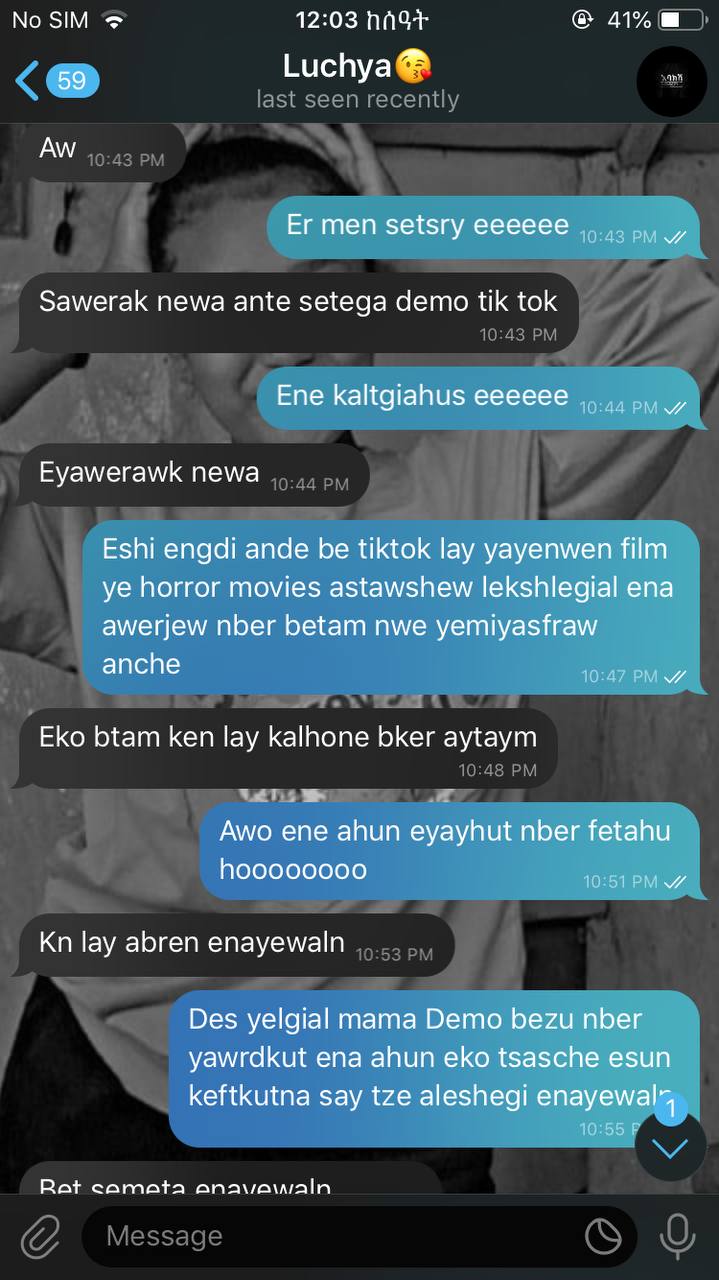 No SIM 12:03 ከሰዓት 41%
59 Luchya😘
last seen recently
Aw 10:43 PM
Er men setsry eeeeee 10:43 PM
Sawerak newa ante setega demo tik tok
10:43 PM
Ene kaltgiahus eeeeee 10:44 PM
Eyawerawk newa 10:44 PM
Eshi engdi ande be tiktok lay yayenwen film
ye horror movies astawshew lekshlegial ena
awerjew nber betam nwe yemiyasfraw
anche 10:47 PM
Eko btam ken lay kalhone bker aytaym
10:48 PM
Awo ene ahun eyayhut nber fetahu
hoooooooo 10:51 PM
Kn lay abren enayewaln 10:53 PM
Des yelgial mama Demo bezu nber
yawrdkut ena ahun eko tsasche esun
keftkutna say tze aleshegi enayewaln
10:55 P
1
Bet semeta enayewaln
Message